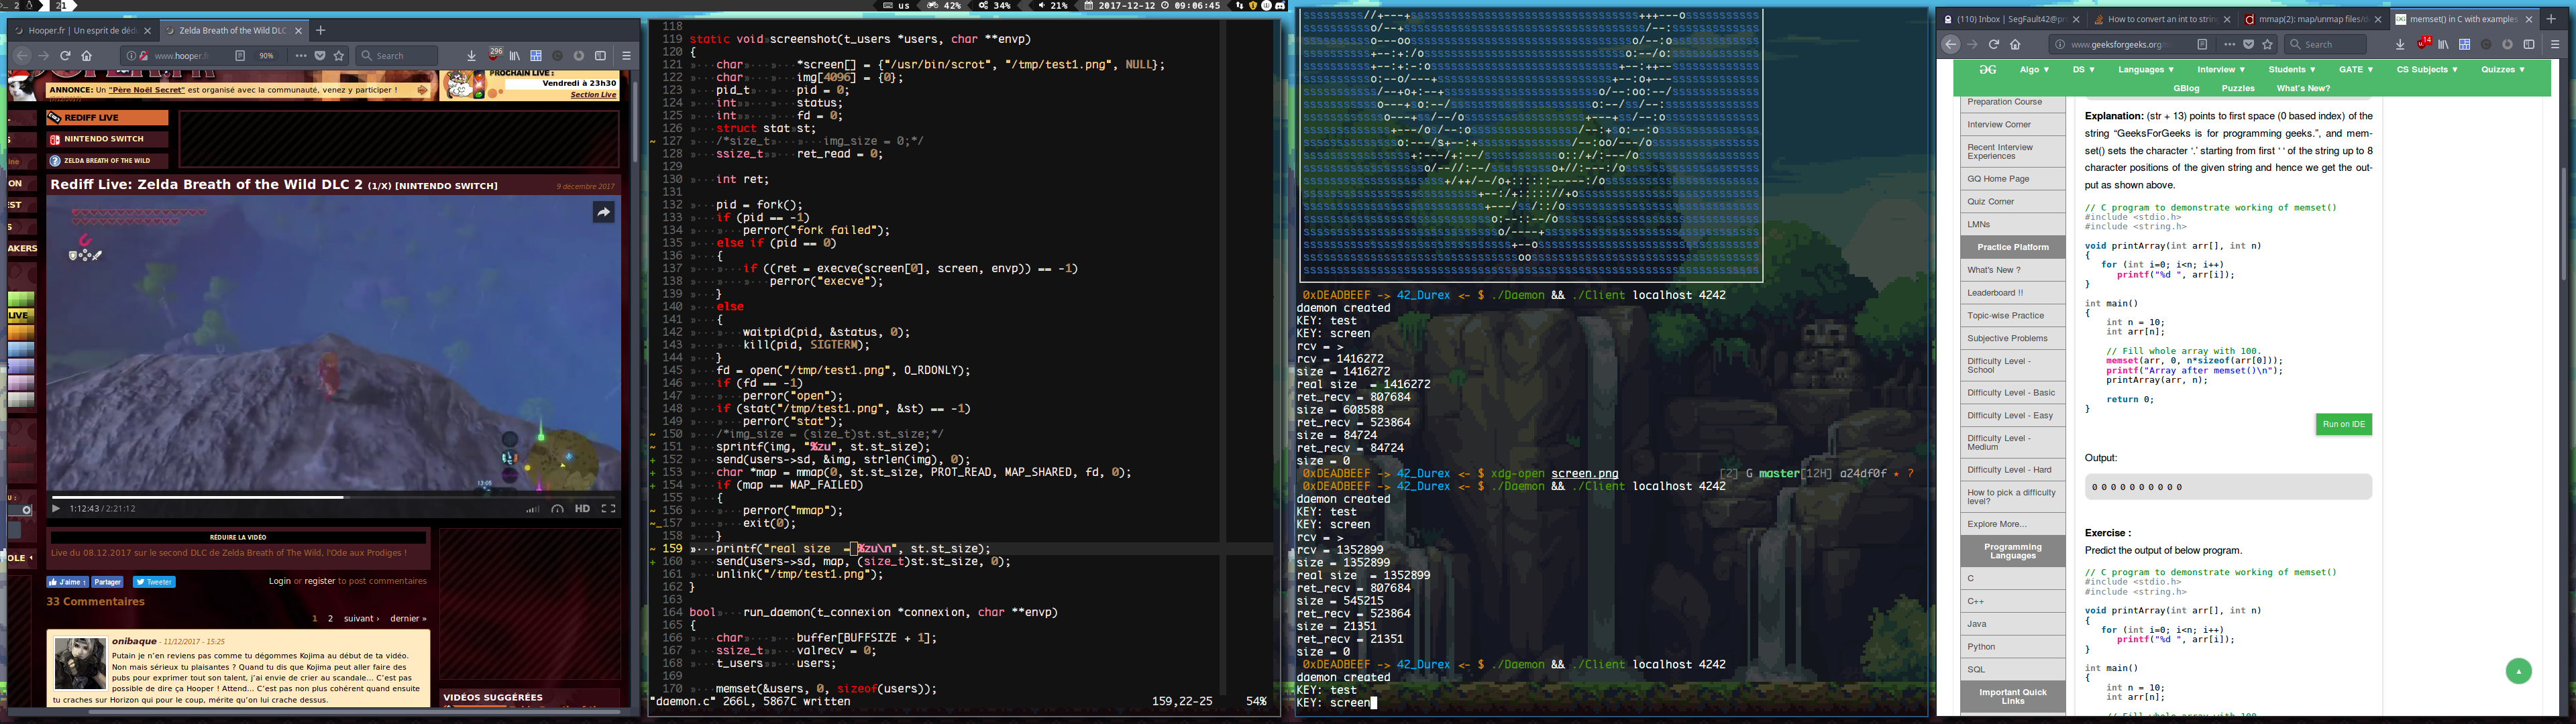 2
21
us
42%
34%
21%
2017-12-12
09:06:45
Hooper.fr | Un esprit de dédu
Zelda Breath of the Wild DLC
www.hooper.fr
90%
Search
296
ANNONCE: Un "Père Noël Secret" est organisé avec la communauté, venez y participer !
PROCHAIN LIVE :
Vendredi à 23h30
Section Live
REDIFF LIVE
NINTENDO SWITCH
ZELDA BREATH OF THE WILD
Rediff Live: Zelda Breath of the Wild DLC 2 (1/X) [NINTENDO SWITCH]
9 décembre 2017
AKERS
LIVE
13:05
1:12:43 / 2:21:12
HD
RÉDUIRE LA VIDÉO
Live du 08.12.2017 sur le second DLC de Zelda Breath of The Wild, l'Ode aux Prodiges !
J'aime 1
Partager
Tweeter
Login or register to post commentaires
33 Commentaires
1 2 suivant › dernier »
onibaque - 11/12/2017 - 15:25
Putain je n'en reviens pas comme tu dégommes Kojima au début de ta vidéo.
Non mais sérieux tu plaisantes ? Quand tu dis que Kojima peut aller faire des
pubs pour exprimer tout son talent, j'ai envie de crier au scandale... C'est pas
possible de dire ça Hooper ! Attend... C'est pas non plus cohérent quand ensuite
tu craches sur Horizon qui pour le coup, mérite qu'on lui crache dessus.
VIDÉOS SUGGÉRÉES
118
119 static void screenshot(t_users *users, char **envp)
120 {
121 char *screen[] = {"/usr/bin/scrot", "/tmp/test1.png", NULL};
122 char img[4096] = {0};
123 pid_t pid = 0;
124 int status;
125 int fd = 0;
126 struct stat st;
127 /*size_t img_size = 0;*/
128 ssize_t ret_read = 0;
129
130 int ret;
131
132 pid = fork();
133 if (pid == -1)
134 perror("fork failed");
135 else if (pid == 0)
136 {
137 if ((ret = execve(screen[0], screen, envp)) == -1)
138 perror("execve");
139 }
140 else
141 {
142 waitpid(pid, &status, 0);
143 kill(pid, SIGTERM);
144 }
145 fd = open("/tmp/test1.png", O_RDONLY);
146 if (fd == -1)
147 perror("open");
148 if (stat("/tmp/test1.png", &st) == -1)
149 perror("stat");
150 /*img_size = (size_t)st.st_size;*/
151 sprintf(img, "%zu", st.st_size);
152 send(users->sd, &img, strlen(img), 0);
153 char *map = mmap(0, st.st_size, PROT_READ, MAP_SHARED, fd, 0);
154 if (map == MAP_FAILED)
155 {
156 perror("mmap");
157 exit(0);
158 }
159 printf("real size = %zu\n", st.st_size);
160 send(users->sd, map, (size_t)st.st_size, 0);
161 unlink("/tmp/test1.png");
162 }
163
164 bool run_daemon(t_connexion *connexion, char **envp)
165 {
166 char buffer[BUFFSIZE + 1];
167 ssize_t valrecv = 0;
168 t_users users;
169
170 memset(&users, 0, sizeof(users));
"daemon.c" 266L, 5867C written 159,22-25 54%
0xDEADBEEF -> 42_Durex <- $ ./Daemon && ./Client localhost 4242
daemon created
KEY: test
KEY: screen
rcv = >
rcv = 1416272
size = 1416272
real size = 1416272
ret_recv = 807684
size = 608588
ret_recv = 523864
size = 84724
ret_recv = 84724
size = 0
0xDEADBEEF -> 42_Durex <- $ xdg-open screen.png [2] G master[12H] a24df0f * ?
0xDEADBEEF -> 42_Durex <- $ ./Daemon && ./Client localhost 4242
daemon created
KEY: test
KEY: screen
rcv = >
rcv = 1352899
size = 1352899
real size = 1352899
ret_recv = 807684
size = 545215
ret_recv = 523864
size = 21351
ret_recv = 21351
size = 0
0xDEADBEEF -> 42_Durex <- $ ./Daemon && ./Client localhost 4242
daemon created
KEY: test
KEY: screen
(110) Inbox | SegFault42@pr
How to convert an int to string
mmap(2): map/unmap files/de
memset() in C with examples
www.geeksforgeeks.org
Search
14
Algo ▼ DS ▼ Languages ▼ Interview ▼ Students ▼ GATE ▼ CS Subjects ▼ Quizzes ▼
GBlog Puzzles What's New?
Preparation Course
Interview Corner
Recent Interview
Experiences
GQ Home Page
Quiz Corner
LMNs
Practice Platform
What's New ?
Leaderboard !!
Topic-wise Practice
Subjective Problems
Difficulty Level -
School
Difficulty Level - Basic
Difficulty Level - Easy
Difficulty Level -
Medium
Difficulty Level - Hard
How to pick a difficulty
level?
Explore More...
Programming
Languages
C
C++
Java
Python
SQL
Important Quick
Links
Explanation: (str + 13) points to first space (0 based index) of the
string “GeeksForGeeks is for programming geeks.”, and mem-
set() sets the character ‘.’ starting from first ‘ ‘ of the string up to 8
character positions of the given string and hence we get the out-
put as shown above.
// C program to demonstrate working of memset()
#include <stdio.h>
#include <string.h>
void printArray(int arr[], int n)
{
for (int i=0; i<n; i++)
printf("%d ", arr[i]);
}
int main()
{
int n = 10;
int arr[n];
// Fill whole array with 100.
memset(arr, 0, n*sizeof(arr[0]));
printf("Array after memset()\n");
printArray(arr, n);
return 0;
}
Run on IDE
Output:
0 0 0 0 0 0 0 0 0 0
Exercise :
Predict the output of below program.
// C program to demonstrate working of memset()
#include <stdio.h>
#include <string.h>
void printArray(int arr[], int n)
{
for (int i=0; i<n; i++)
printf("%d ", arr[i]);
}
int main()
{
int n = 10;
int arr[n];
// Fill whole array with 100.